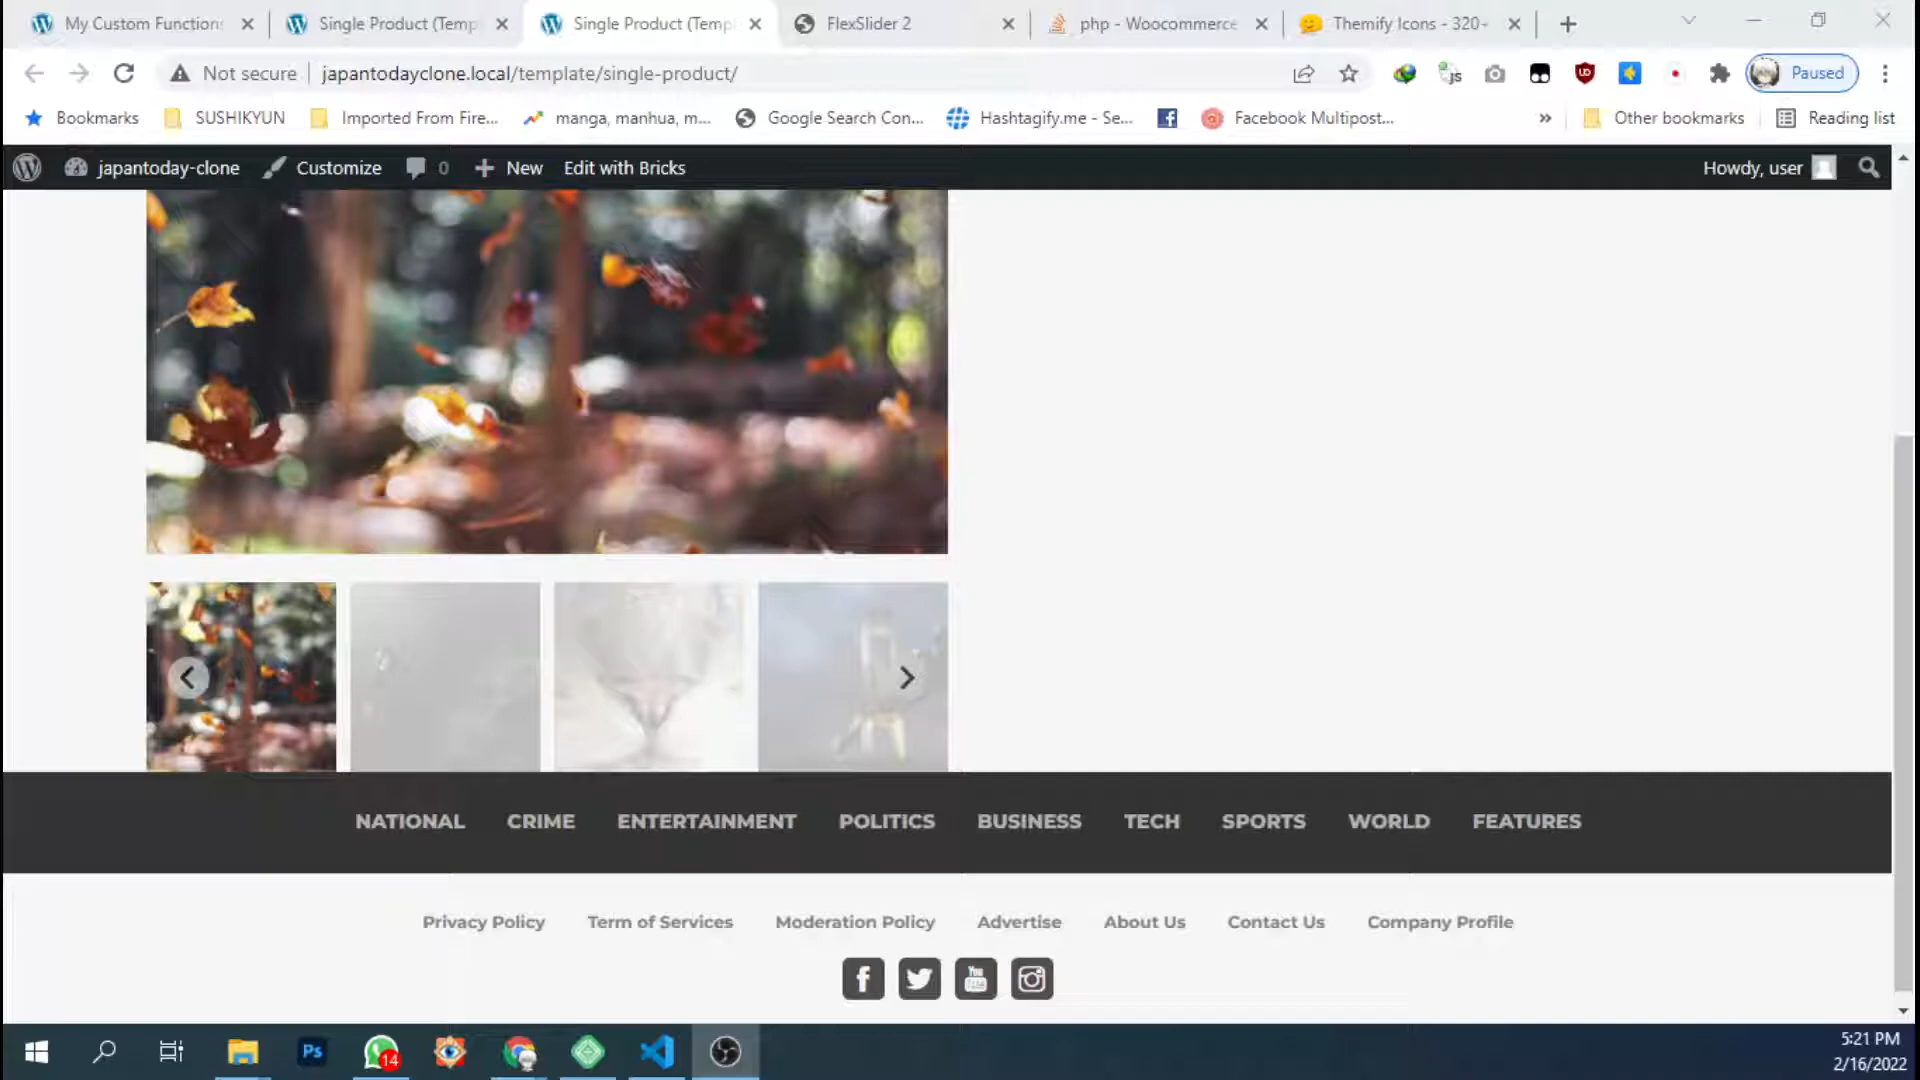 My Custom Function
Single Product (Temp
Single Product (Temp
FlexSlider 2
php - Woocommerce
Themify Icons - 320+
Not secure
japantodayclone.local/template/single-product/
Paused
Bookmarks
SUSHIKYUN
Imported From Fire...
manga, manhua, m...
Google Search Con...
Hashtagify.me - Se...
Facebook Multipost...
»
Other bookmarks
Reading list
japantoday-clone
Customize
0
New
Edit with Bricks
Howdy, user
NATIONAL CRIME ENTERTAINMENT POLITICS BUSINESS TECH SPORTS WORLD FEATURES
Privacy Policy Term of Services Moderation Policy Advertise About Us Contact Us Company Profile
Ps
14
5:21 PM
2/16/2022